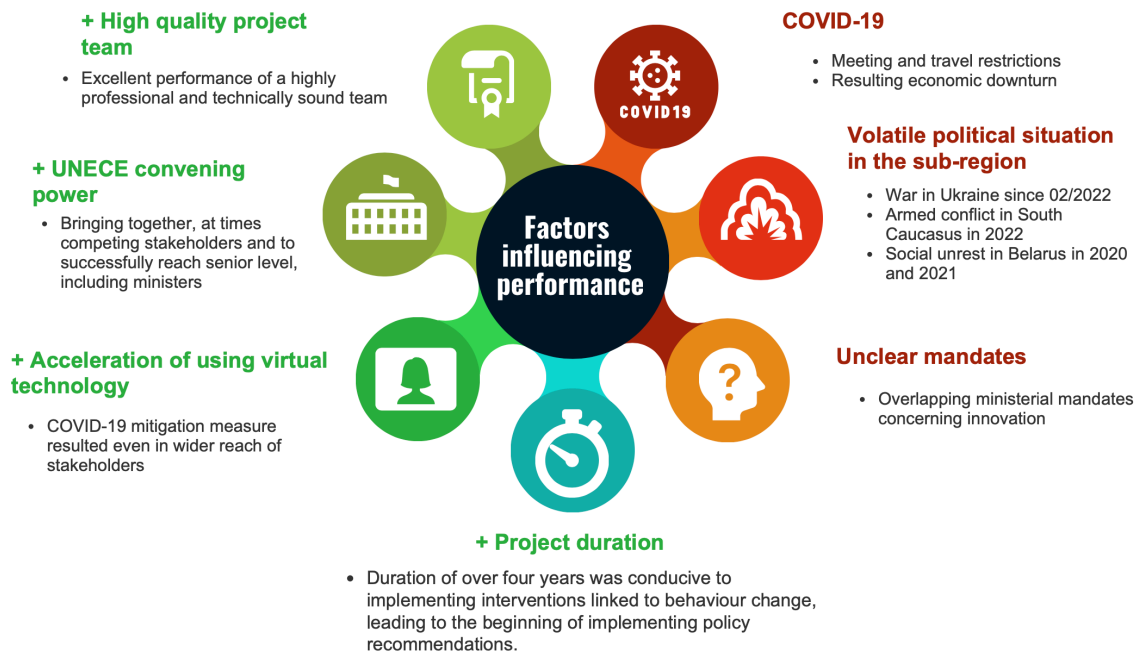 + High quality project
team
• Excellent performance of a highly
professional and technically sound team
+ UNECE convening
power
• Bringing together, at times
competing stakeholders and to
successfully reach senior level,
including ministers
+ Acceleration of using virtual
technology
• COVID-19 mitigation measure
resulted even in wider reach of
stakeholders
COVID19
Factors
influencing
performance
?
COVID-19
• Meeting and travel restrictions
• Resulting economic downturn
Volatile political situation
in the sub-region
• War in Ukraine since 02/2022
• Armed conflict in South
Caucasus in 2022
• Social unrest in Belarus in 2020
and 2021
Unclear mandates
• Overlapping ministerial mandates
concerning innovation
+ Project duration
• Duration of over four years was conducive to
implementing interventions linked to behaviour change,
leading to the beginning of implementing policy
recommendations.